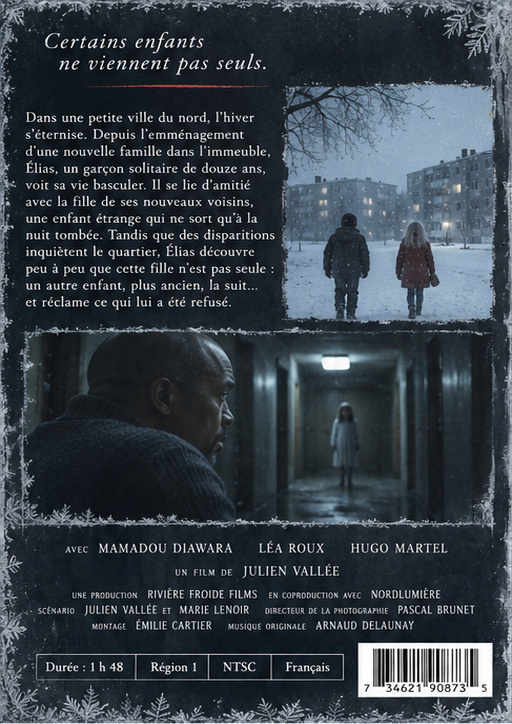 Certains enfants
ne viennent pas seuls.
Dans une petite ville du nord, l'hiver
s'éternise. Depuis l'emménagement
d'une nouvelle famille dans l'immeuble,
Élias, un garçon solitaire de douze ans,
voit sa vie basculer. Il se lie d'amitié
avec la fille de ses nouveaux voisins,
une enfant étrange qui ne sort qu'à la
nuit tombée. Tandis que des disparitions
inquiètent le quartier, Élias découvre
peu à peu que cette fille n'est pas seule :
un autre enfant, plus ancien, la suit...
et réclame ce qui lui a été refusé.
AVEC MAMADOU DIAWARA LÉA ROUX HUGO MARTEL
UN FILM DE JULIEN VALLÉE
UNE PRODUCTION RIVIÈRE FROIDE FILMS EN COPRODUCTION AVEC NORDLUMIÈRE
SCÉNARIO JULIEN VALLÉE ET MARIE LENOIR DIRECTEUR DE LA PHOTOGRAPHIE PASCAL BRUNET
MONTAGE ÉMILIE CARTIER MUSIQUE ORIGINALE ARNAUD DELAUNAY
Durée : 1 h 48 Région 1 NTSC Français
7 34621 90873 5